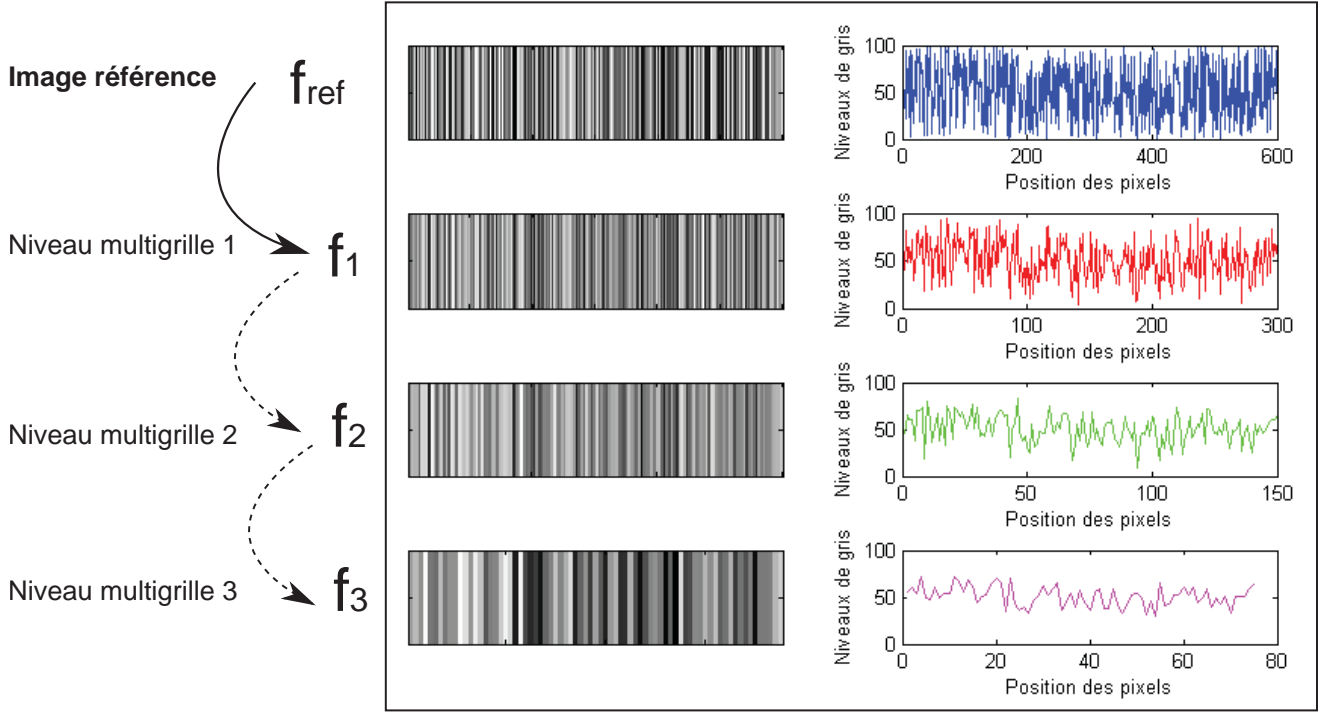 Image référence
f ref
Niveaux de gris
100
50
0
0 200 400 600
Position des pixels
Niveau multigrille 1
f1
Niveaux de gris
100
50
0
0 100 200 300
Position des pixels
Niveau multigrille 2
f2
Niveaux de gris
100
50
0
0 50 100 150
Position des pixels
Niveau multigrille 3
f3
Niveaux de gris
100
50
0
0 20 40 60 80
Position des pixels